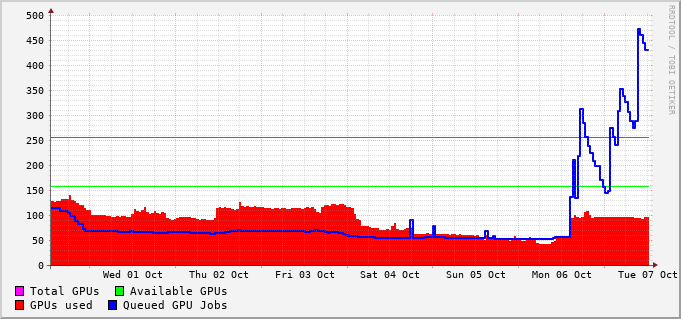 500
450
400
350
300
250
200
150
100
50
0
Wed 01 Oct Thu 02 Oct Fri 03 Oct Sat 04 Oct Sun 05 Oct Mon 06 Oct Tue 07 Oct
Total GPUs Available GPUs
GPUs used Queued GPU Jobs
RRDTOOL / TOBI OETIKER